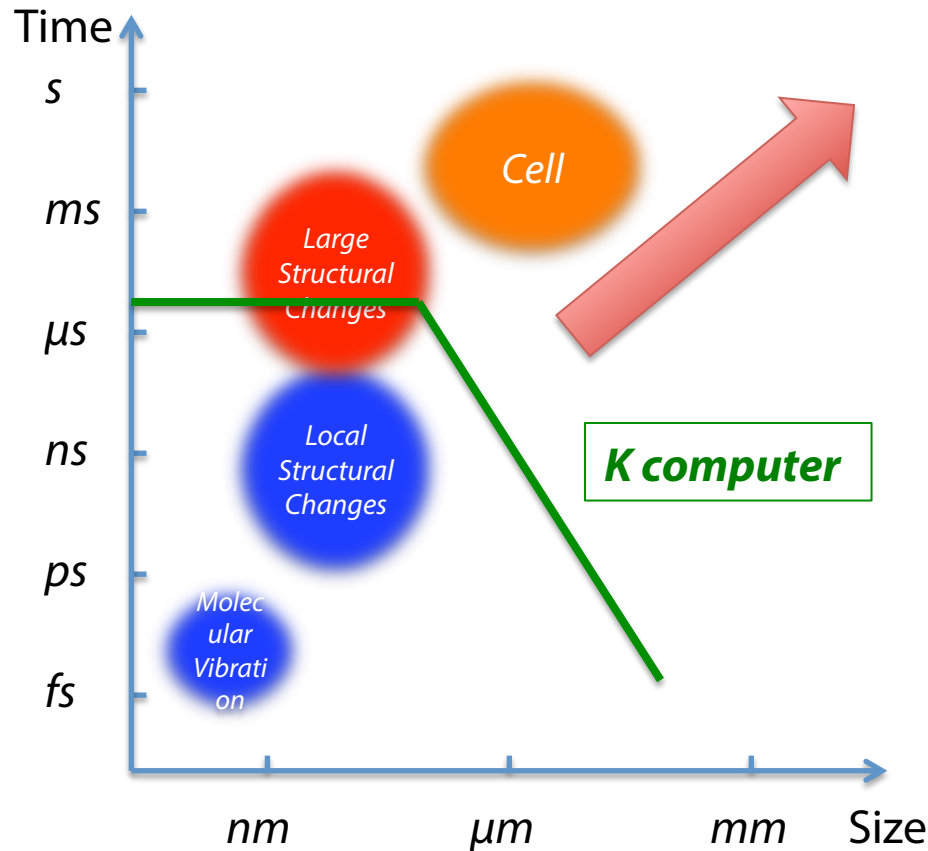 Time
s
ms
μs
ns
ps
fs
Cell
Large
Structural
Changes
Local
Structural
Changes
Molec
ular
Vibrati
on
K computer
nm
μm
mm
Size